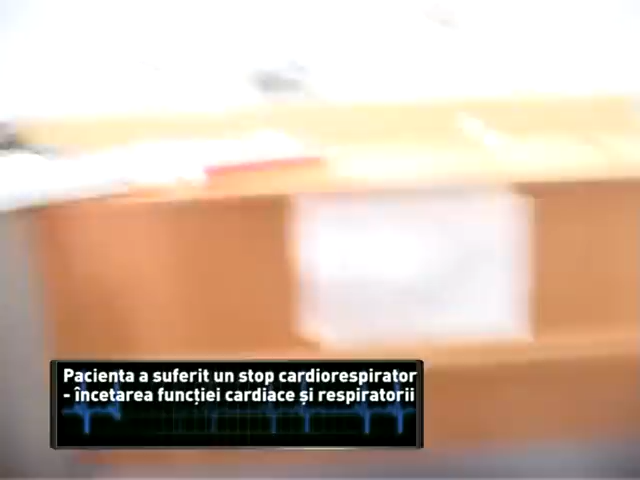 Pacienta a suferit un stop cardiorespirator
- încetarea funcției cardiace și respiratorii